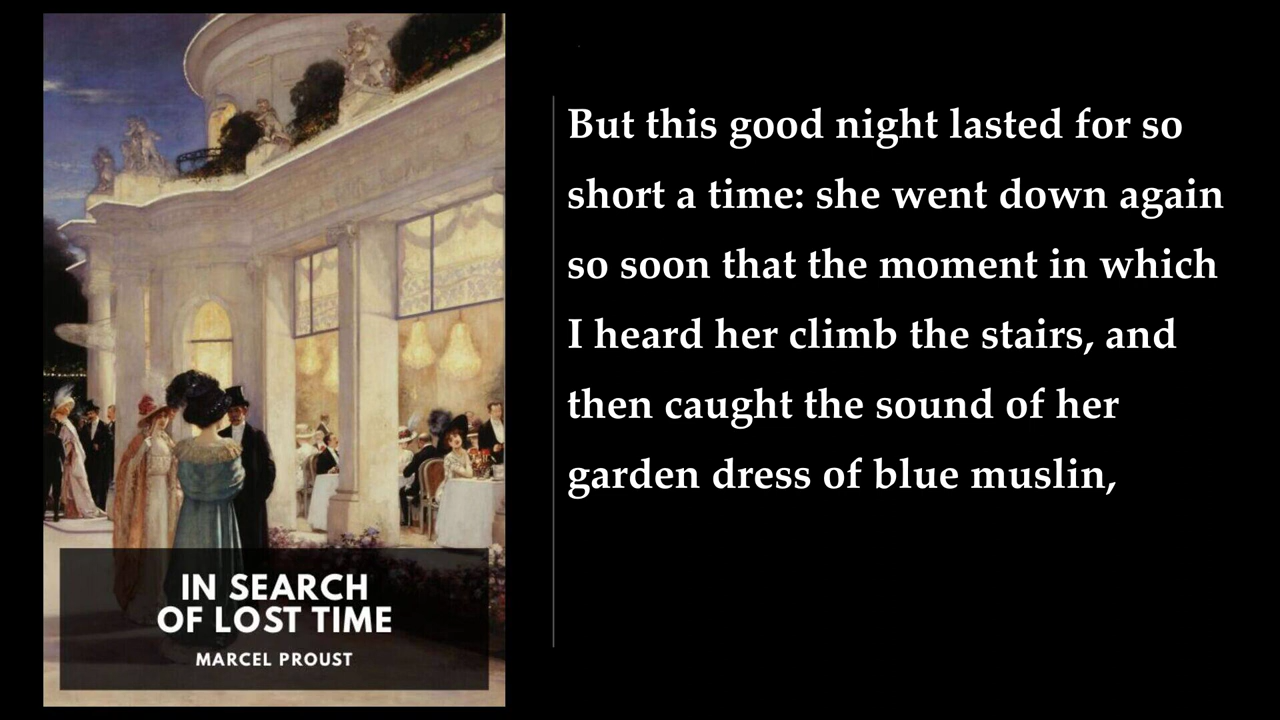 But this good night lasted for so
short a time: she went down again
so soon that the moment in which
I heard her climb the stairs, and
then caught the sound of her
garden dress of blue muslin,
IN SEARCH
OF LOST TIME
MARCEL PROUST